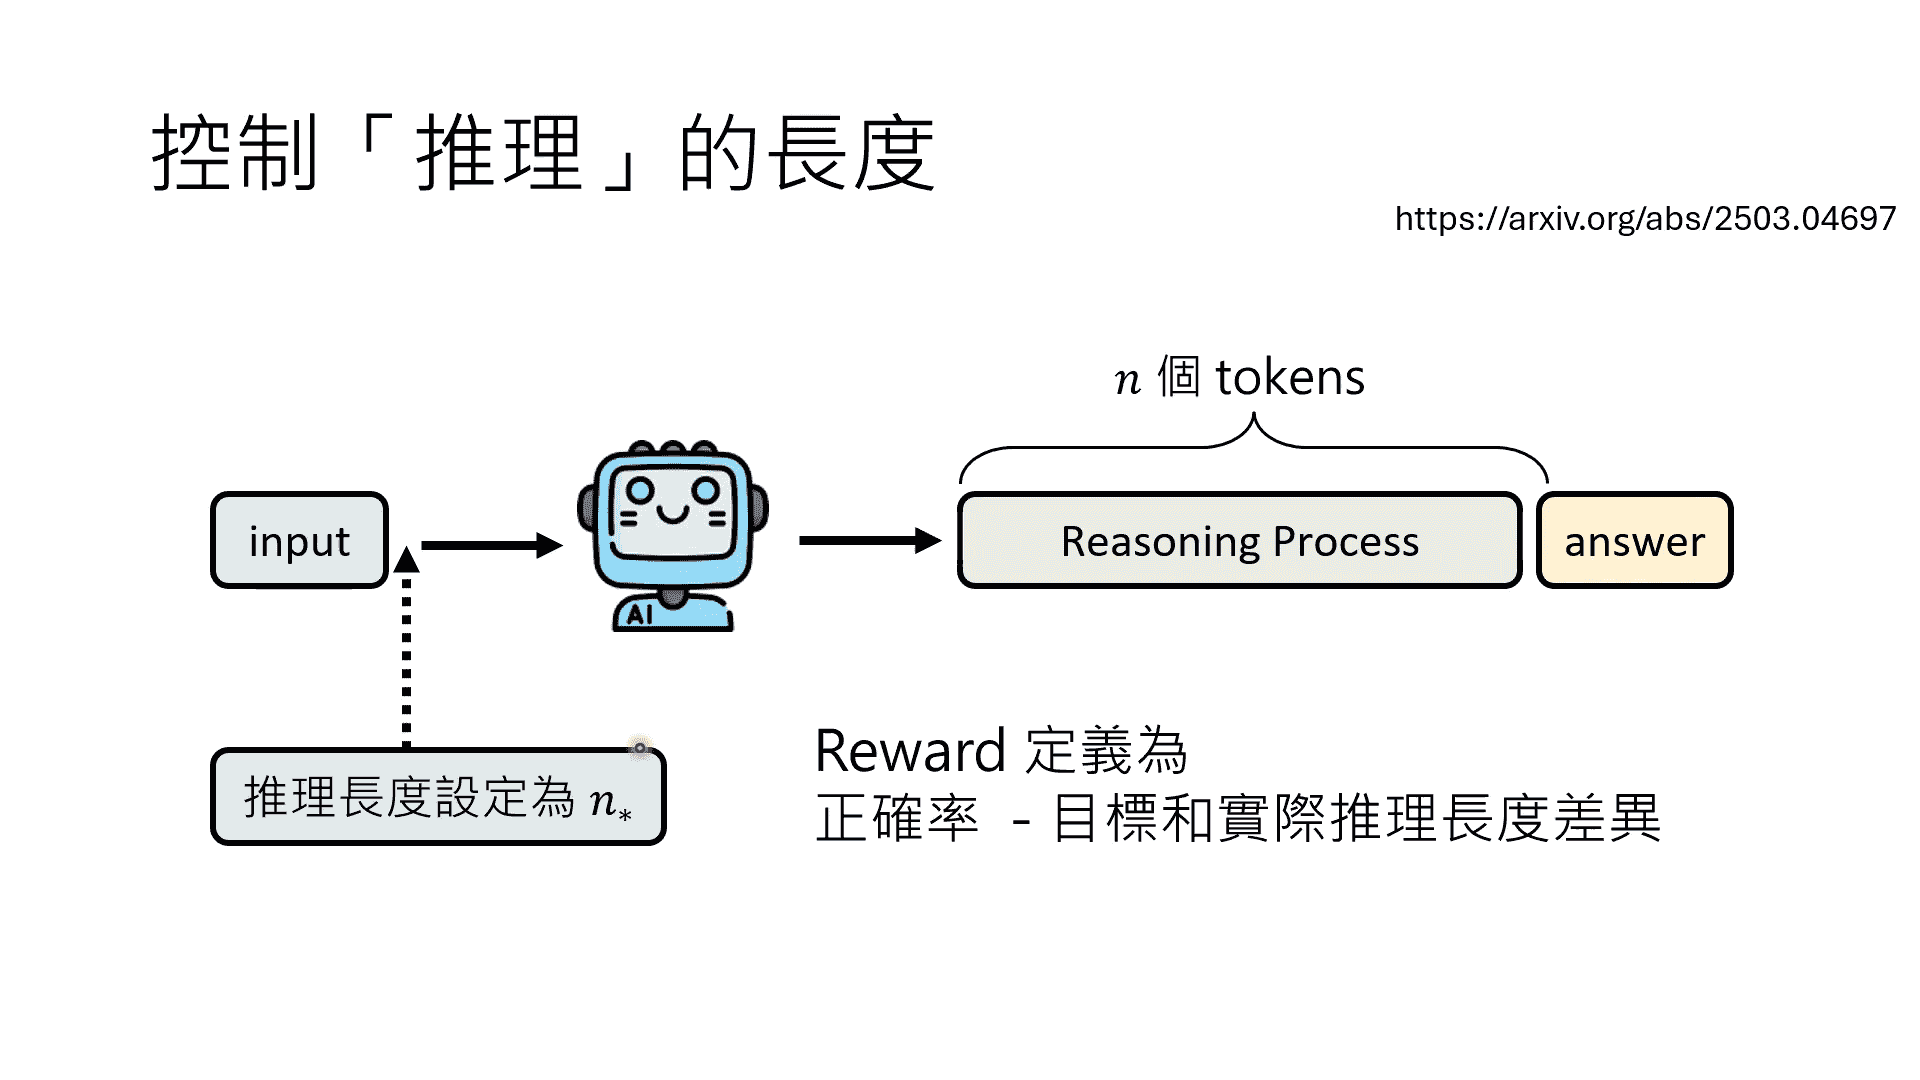 控制「推理」的長度
https://arxiv.org/abs/2503.04697
n 個 tokens
input
AI
Reasoning Process
answer
推理長度設定為 n*
Reward 定義為
正確率 - 目標和實際推理長度差異